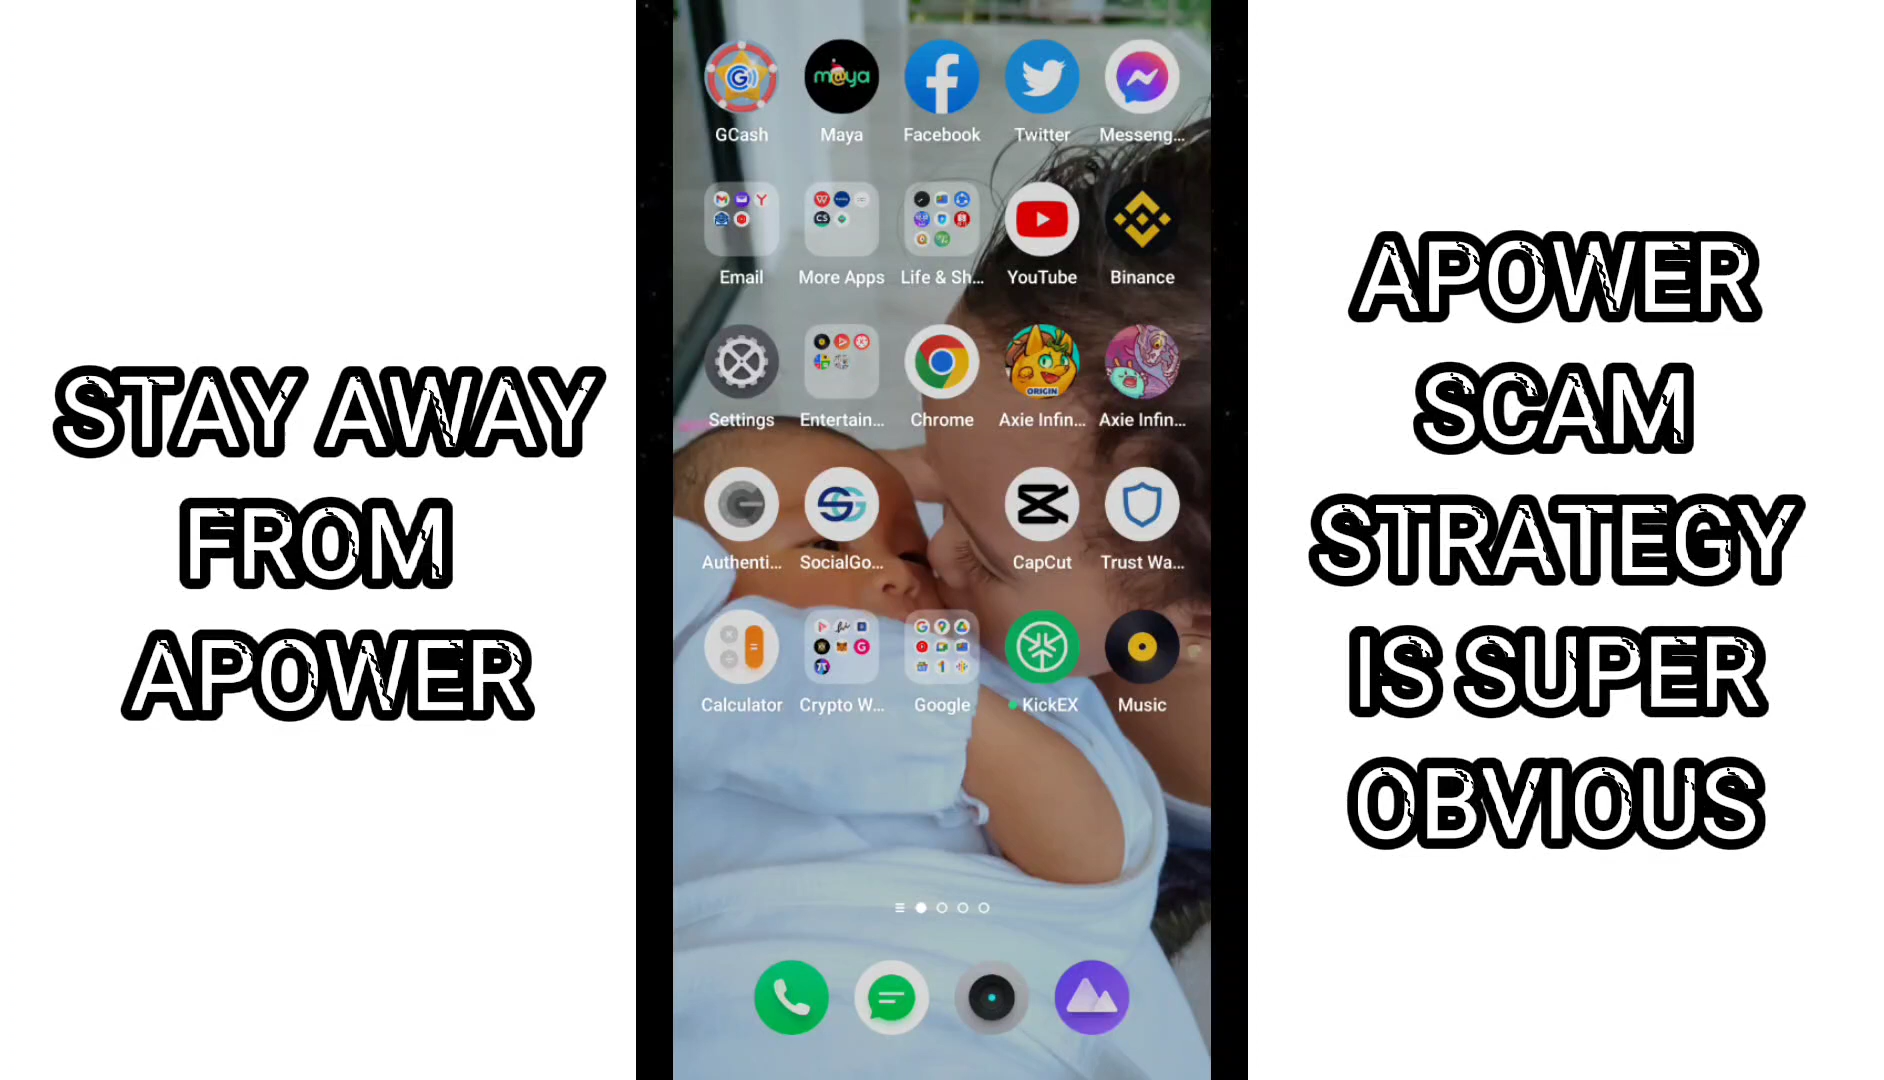 STAY AWAY
FROM
APOWER
GCash
m@ya
Maya
Facebook
Twitter
Messeng...
Email
More Apps
Life & Sh...
YouTube
Binance
Settings
Entertain...
Chrome
ORIGIN
Axie Infin...
Axie Infin...
Authenti...
SocialGo...
CapCut
Trust Wa...
Calculator
Crypto W...
Google
KickEX
Music
APOWER
SCAM
STRATEGY
IS SUPER
OBVIOUS